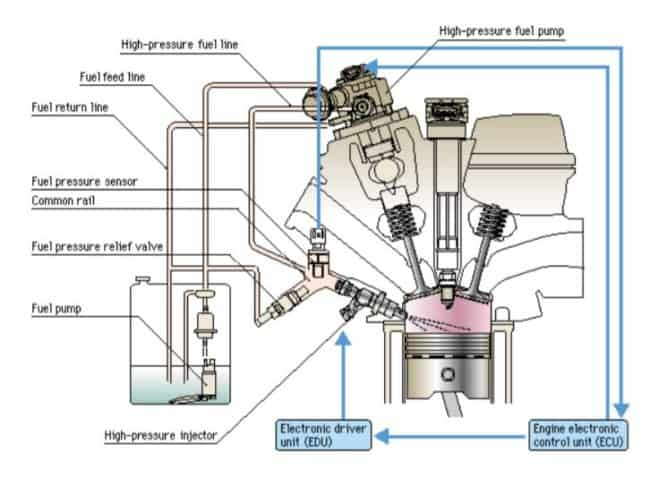 High-pressure fuel line
High-pressure fuel pump
Fuel feed line
Fuel return line
Fuel pressure sensor
Common rail
Fuel pressure relief valve
Fuel pump
High-pressure injector
Electronic driver
unit (EDU)
Engine electronic
control unit (ECU)